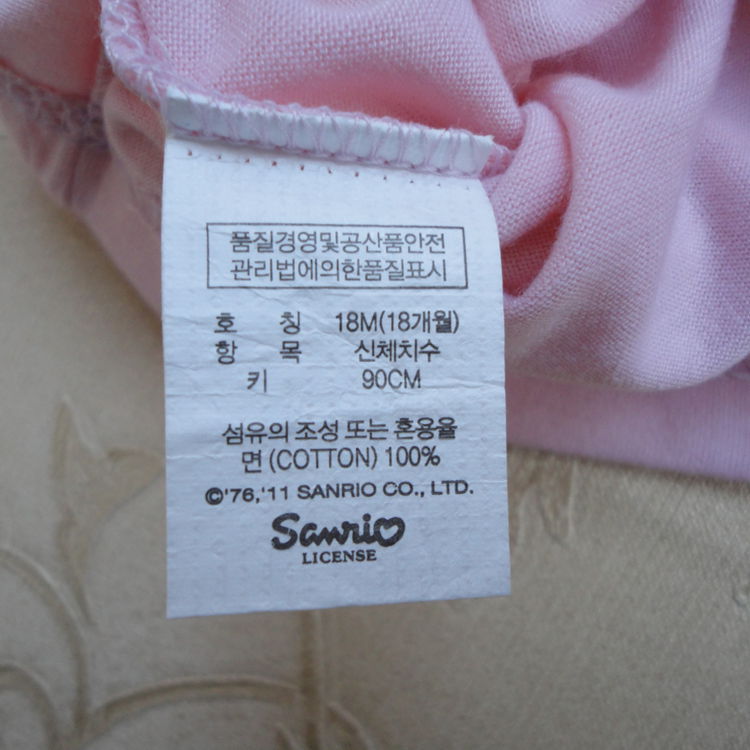 품질경영및공산품안전
관리법에의한품질표시
호 칭 18M(18개월)
항 목 신체치수
키 90CM
섬유의 조성 또는 혼용율
면 (COTTON) 100%
©'76,'11 SANRIO CO., LTD.
Sanrio
LICENSE